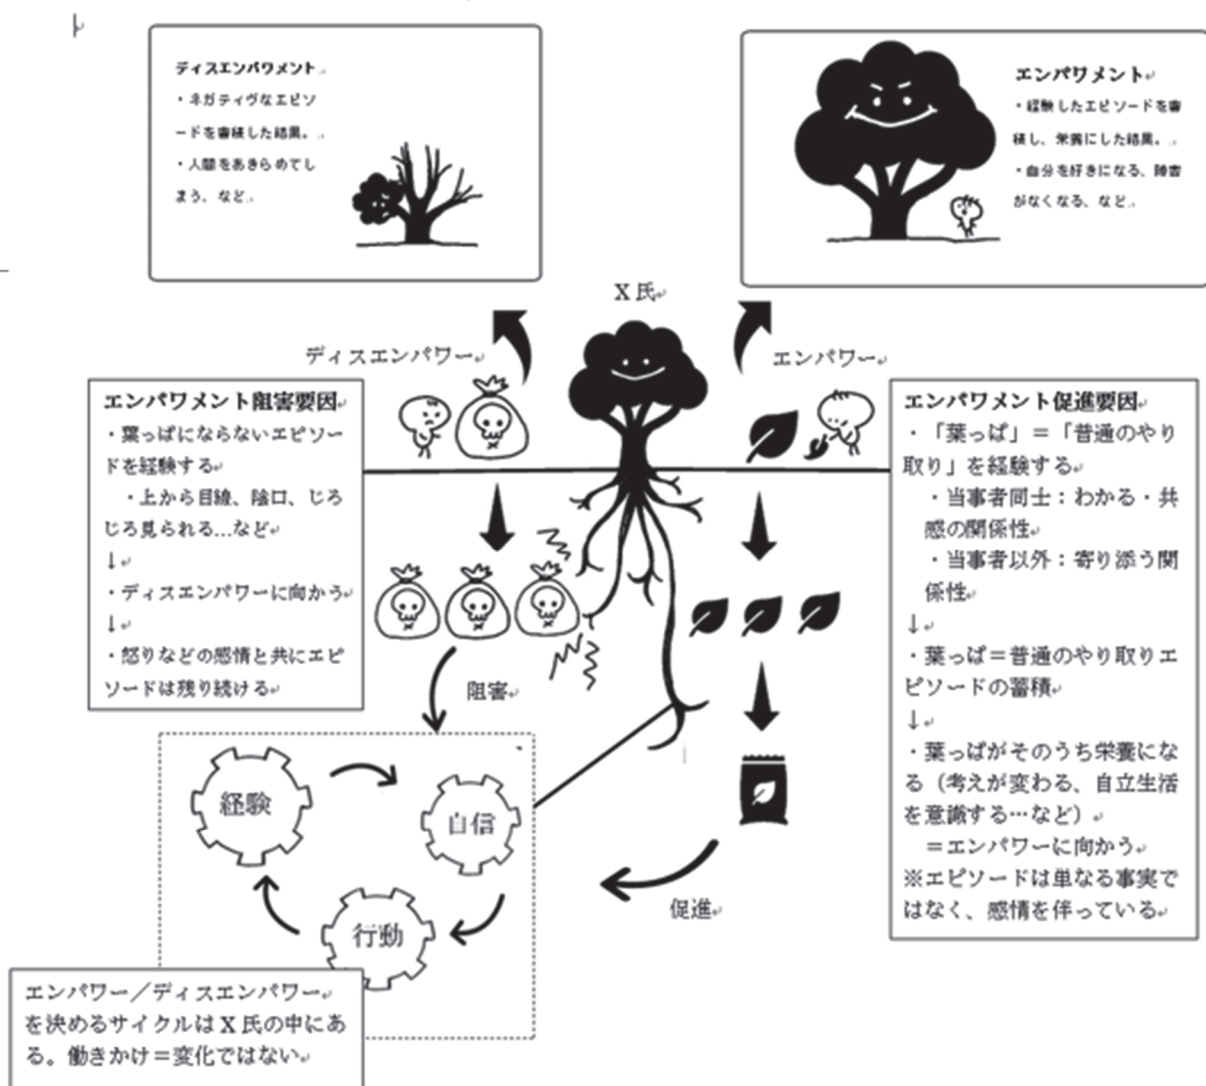 ディスエンパワメント
・ネガティヴなエピソ
ードを蓄積した結果。
・人間をあきらめてし
まう、など
エンパワメント
・経験したエピソードを蓄
積し、栄養にした結果。
・自分を好きになる、障害
がなくなる、など
X氏
ディスエンパワー
エンパワー
エンパワメント阻害要因
・葉っぱにならないエピソー
ドを経験する
・上から目線、陰口、じろ
じろ見られる…など
↓
・ディスエンパワーに向かう
↓
・怒りなどの感情と共にエピ
ソードは残り続ける
エンパワメント促進要因
・「葉っぱ」＝「普通のやり
取り」を経験する
・当事者同士：わかる・共
感の関係性
・当事者以外：寄り添う関
係性
↓
・葉っぱ＝普通のやり取りエ
ピソードの蓄積
↓
・葉っぱがそのうち栄養にな
る（考えが変わる、自立生活
を意識する…など）
＝エンパワーに向かう
※エピソードは単なる事実で
はなく、感情を伴っている
阻害
経験
自信
行動
促進
エンパワー／ディスエンパワー
を決めるサイクルはX氏の中にあ
る。働きかけ＝変化ではない